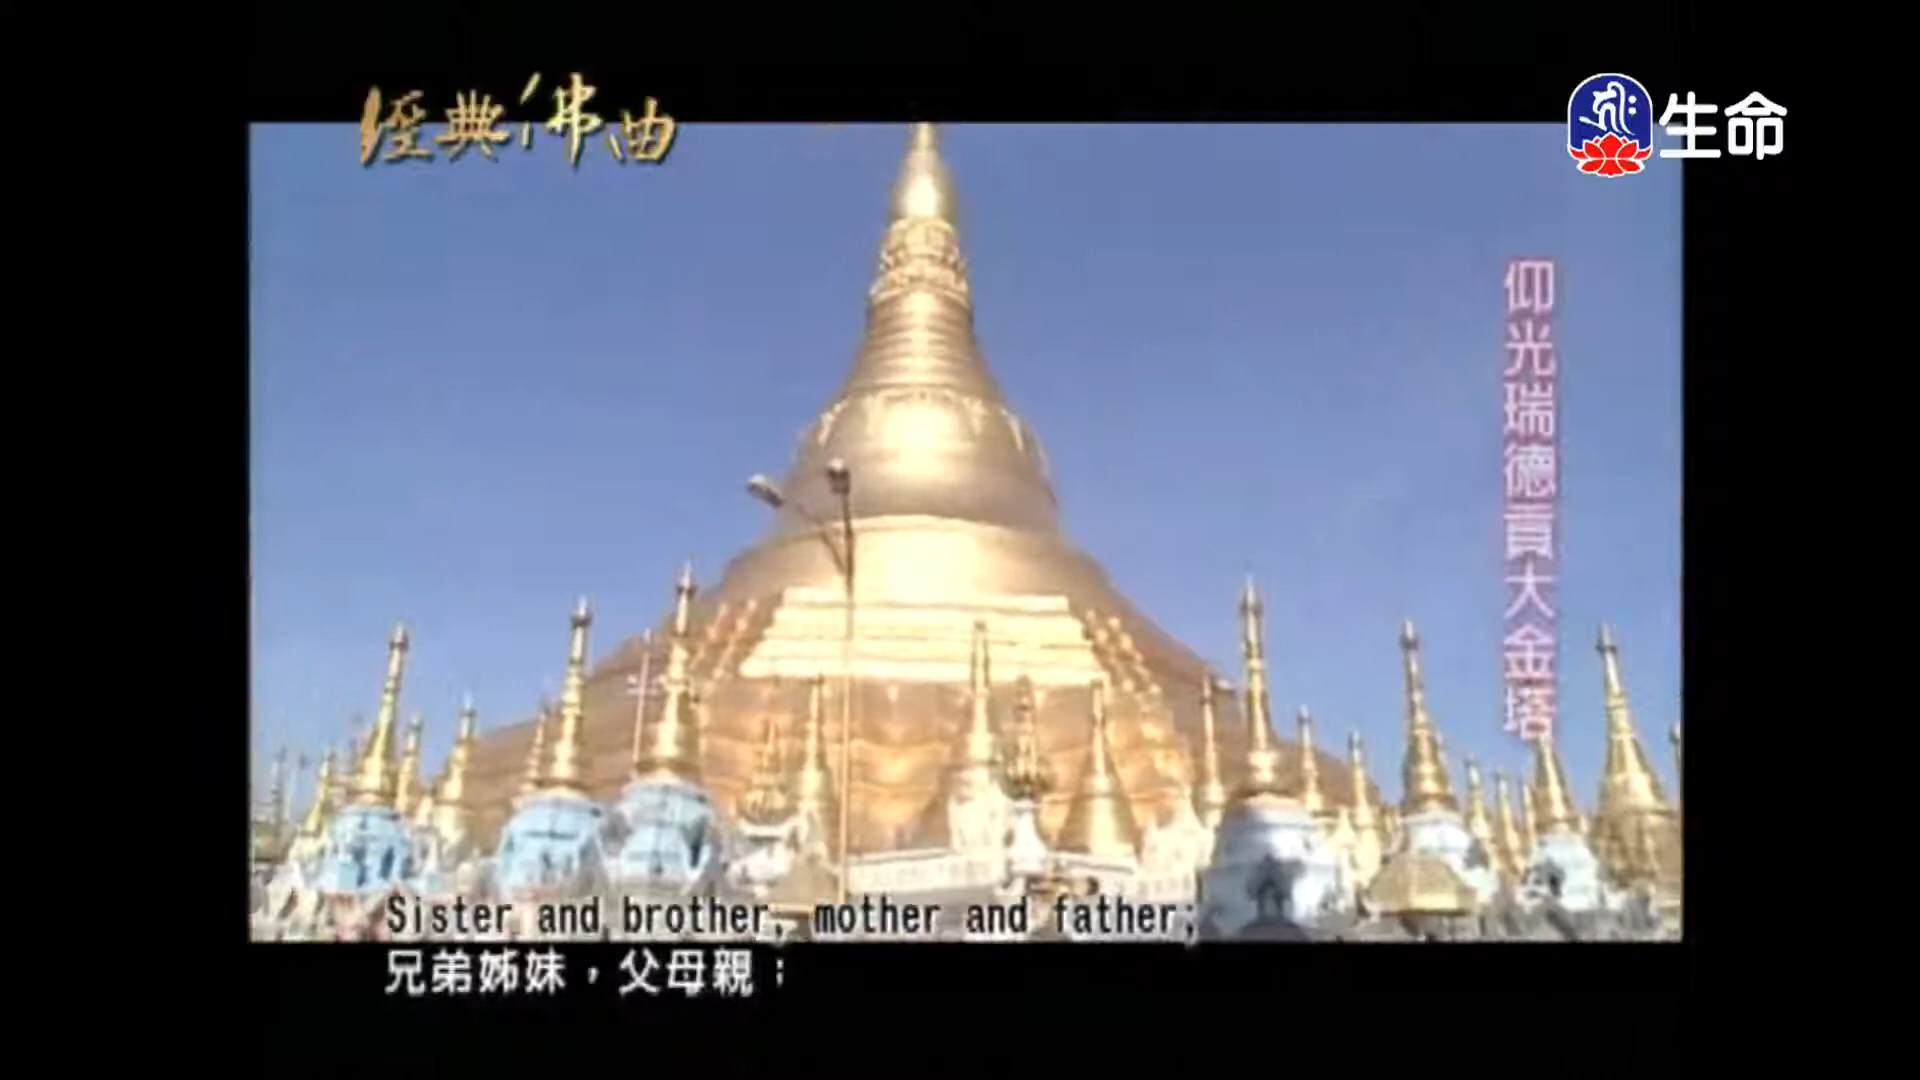 經典佛曲
生命
仰光瑞德貢大金塔
Sister and brother, mother and father;
兄弟姊妹，父母親；